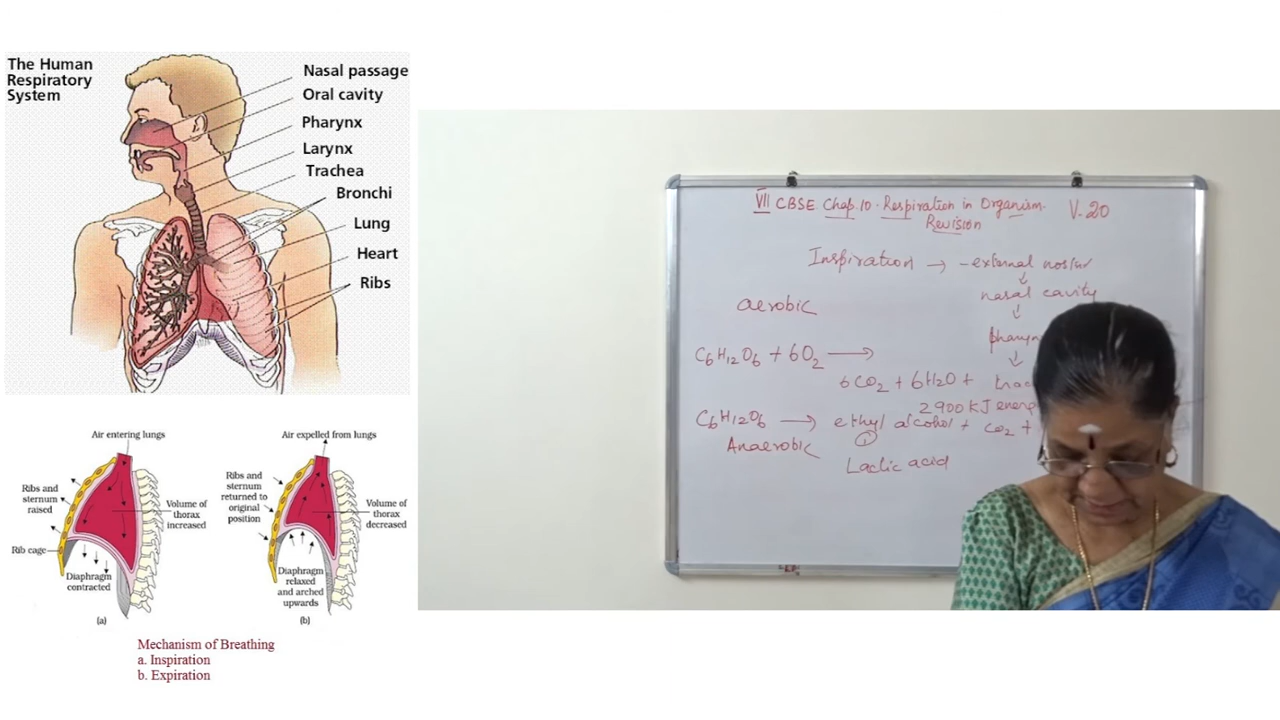 The Human
Respiratory
System
Nasal passage
Oral cavity
Pharynx
Larynx
Trachea
Bronchi
Lung
Heart
Ribs
Air entering lungs
Ribs and
sternum
raised
Volume of
thorax
increased
Rib cage
Diaphragm
contracted
(a)
Air expelled from lungs
Ribs and
sternum
returned to
original
position
Volume of
thorax
decreased
Diaphragm
relaxed
and arched
upwards
(b)
Mechanism of Breathing
a. Inspiration
b. Expiration
VII CBSE Chap.10. Respiration in Organism. V.20
Revision
Inspiration → - external
nasal cavity
aerobic
C6H12O6 + 6O2 →
6CO2 + 6H2O +
2900 KJ
C6H12O6 → ethyl alcohol + CO2 +
Anaerobic
①
Lactic acid